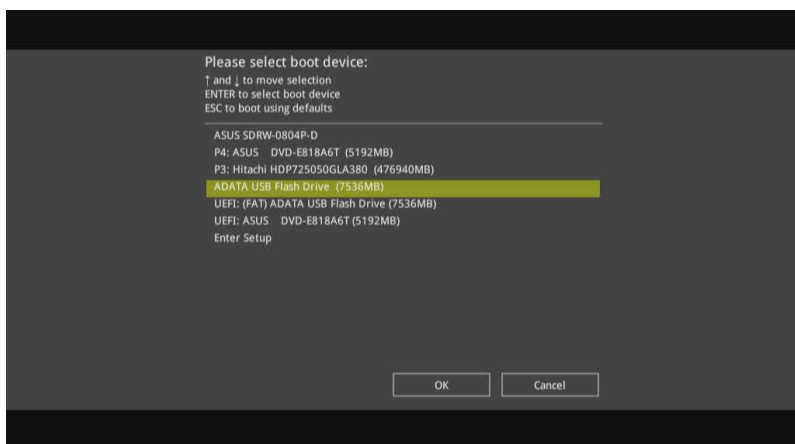 Please select boot device:
↑ and ↓ to move selection
ENTER to select boot device
ESC to boot using defaults
ASUS SDRW-0804P-D
P4: ASUS DVD-E818A6T (5192MB)
P3: Hitachi HDP725050GLA380 (476940MB)
ADATA USB Flash Drive (7536MB)
UEFI: (FAT) ADATA USB Flash Drive (7536MB)
UEFI: ASUS DVD-E818A6T (5192MB)
Enter Setup
OK Cancel